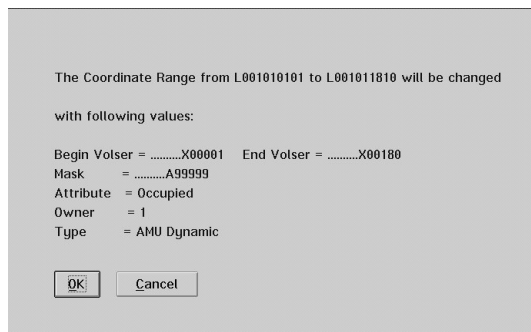 The Coordinate Range from L001010101 to L001011810 will be changed
with following values:
Begin Volser = ..........X00001 End Volser = ..........X00180
Mask = ..........A99999
Attribute = Occupied
Owner = 1
Type = AMU Dynamic
OK Cancel